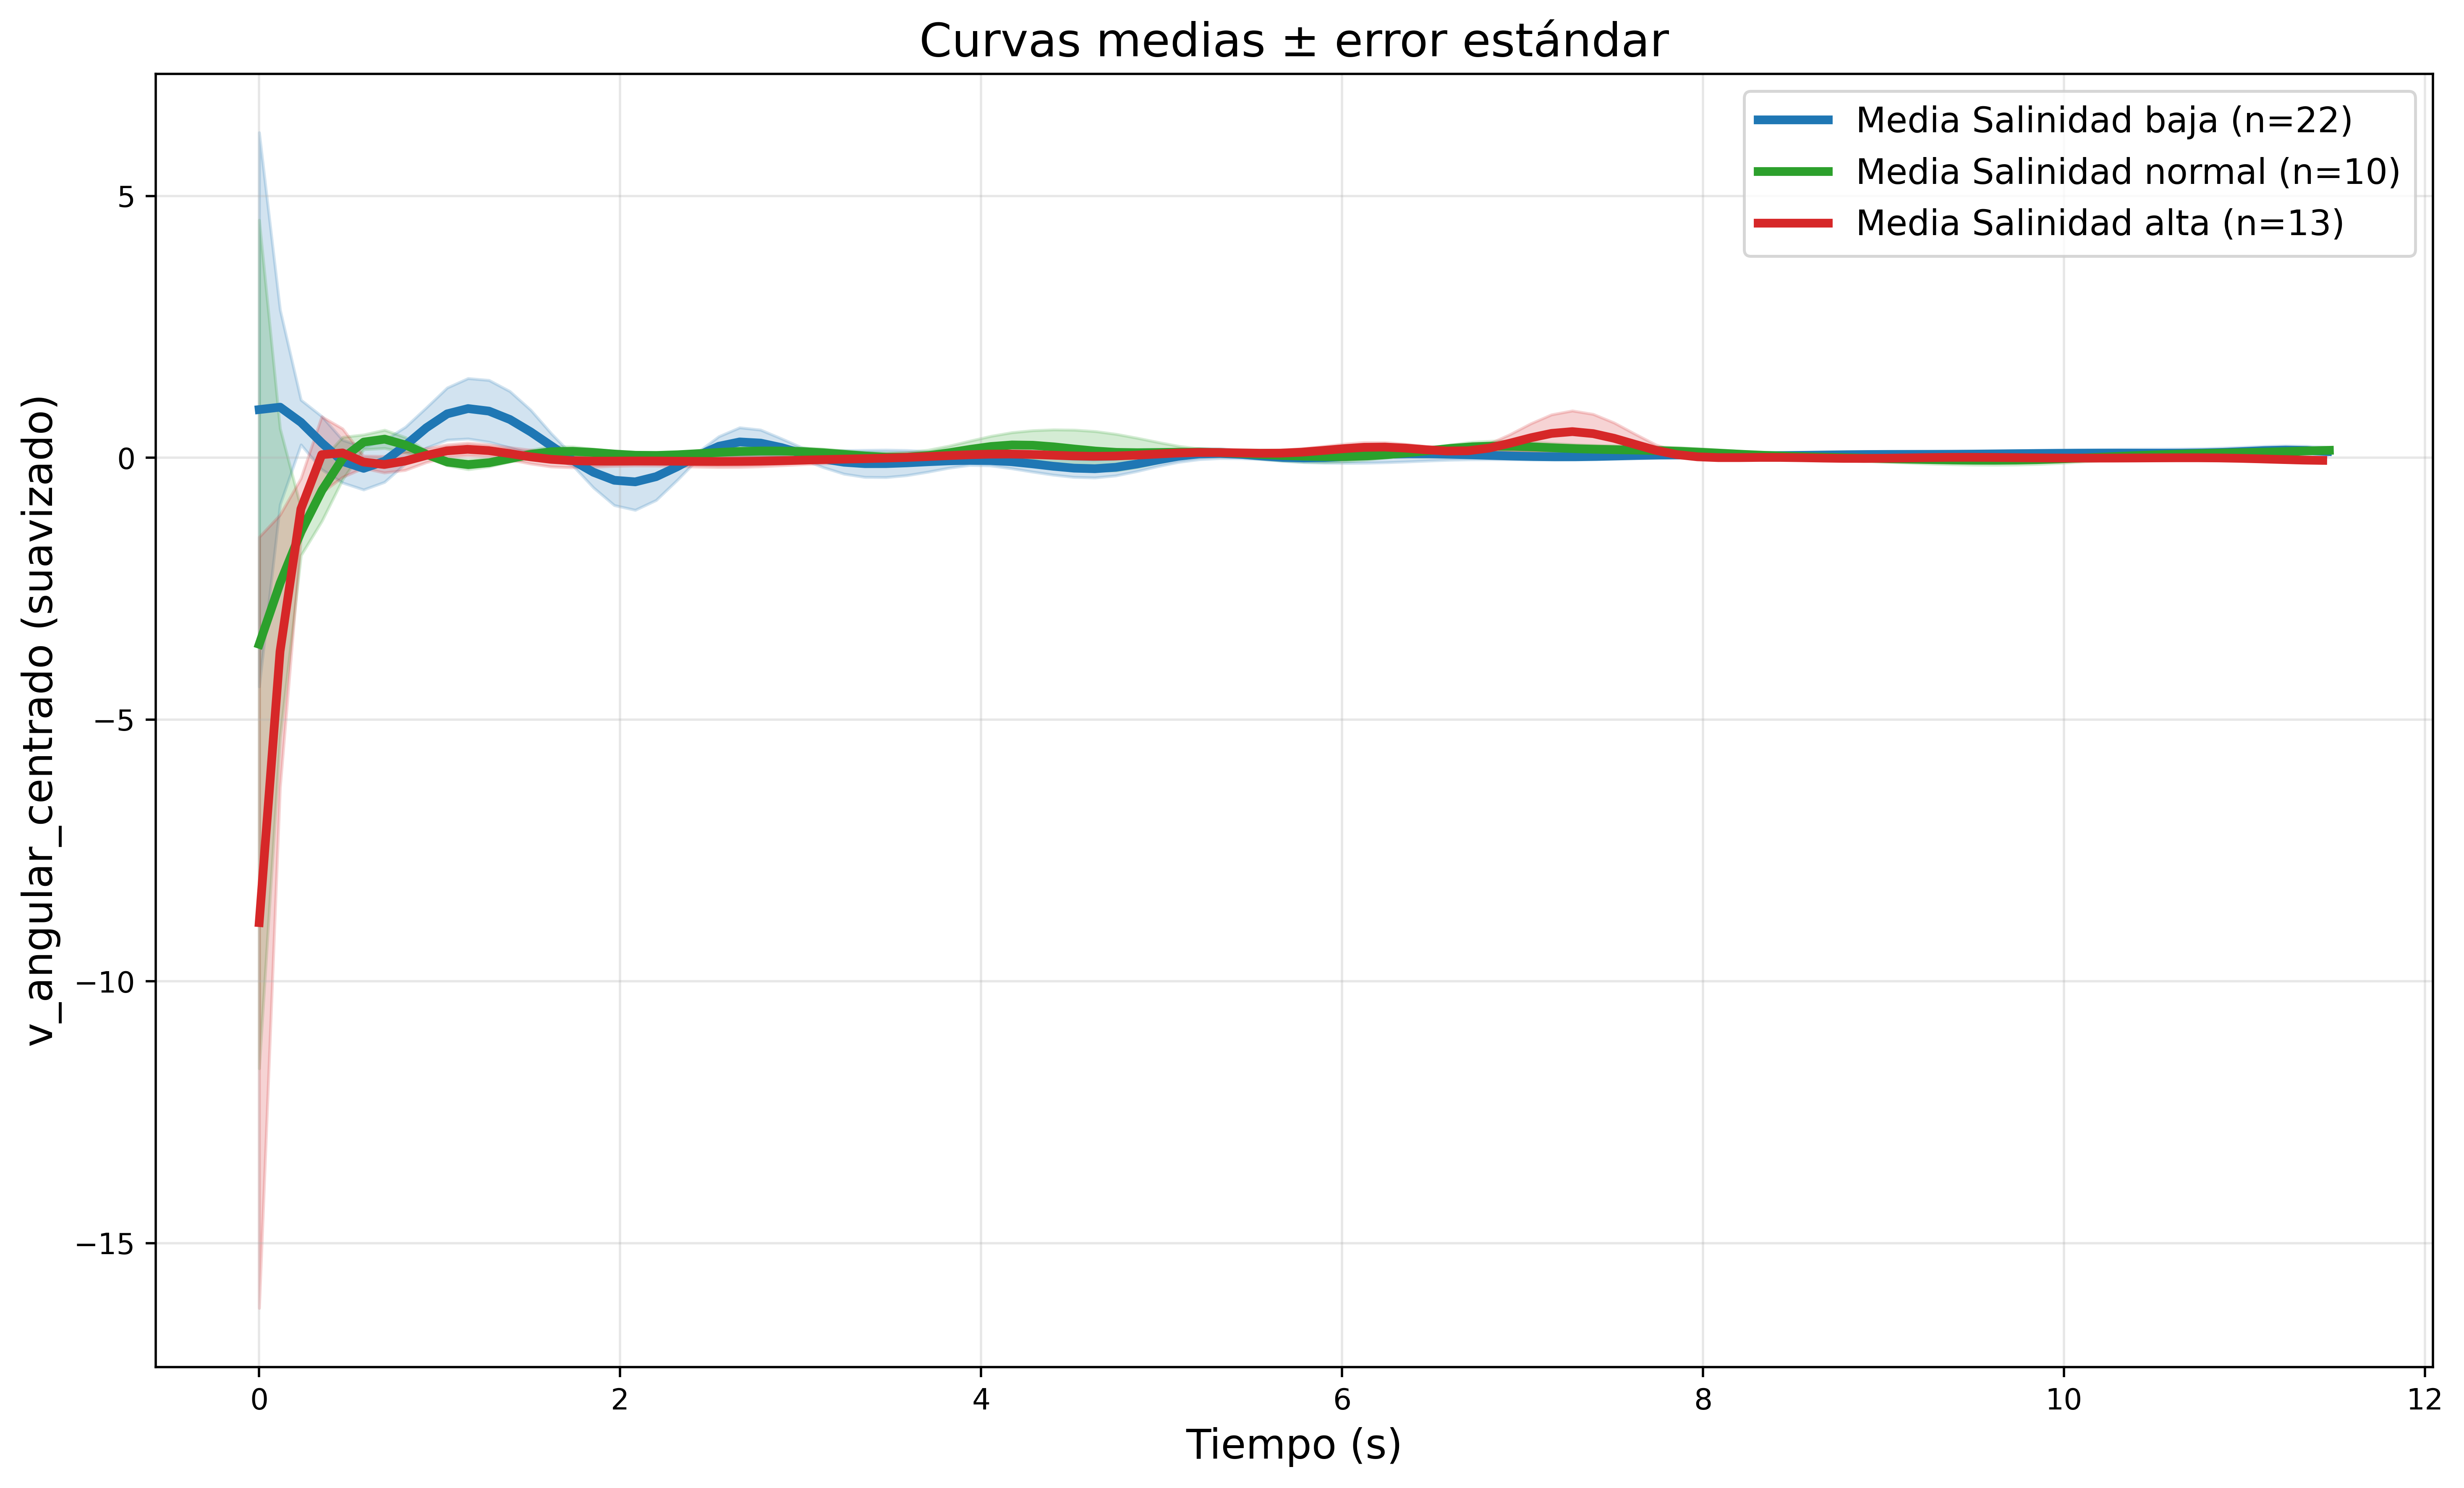 Curvas medias ± error estándar
Media Salinidad baja (n=22)
Media Salinidad normal (n=10)
Media Salinidad alta (n=13)
v_angular_centrado (suavizado)
5
0
−5
−10
−15
0 2 4 6 8 10 12
Tiempo (s)